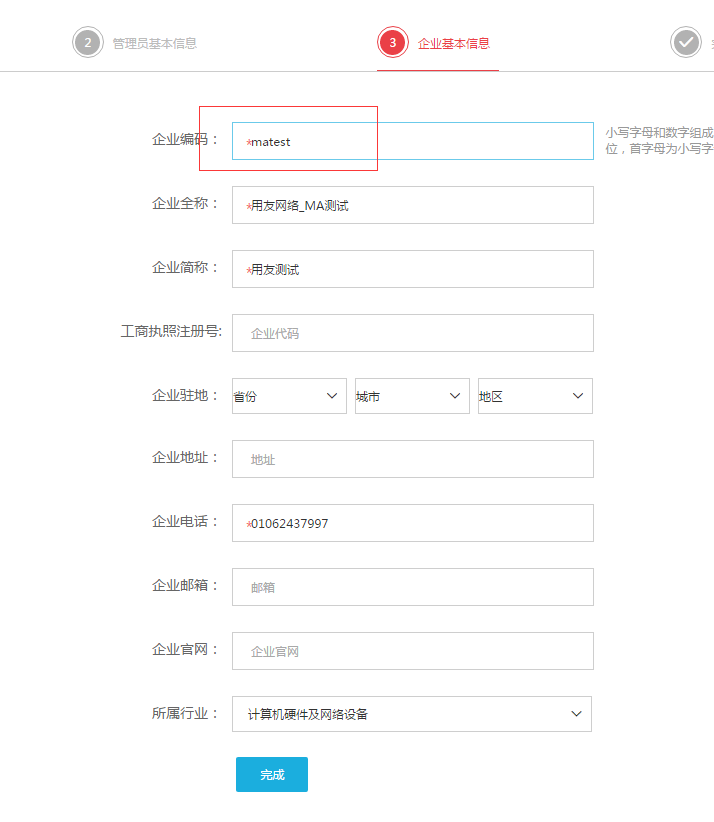 2 管理员基本信息 3 企业基本信息
企业编码： *matest 小写字母和数字组成
位，首字母为小写字
企业全称： *用友网络_MA测试
企业简称： *用友测试
工商执照注册号: 企业代码
企业驻地： 省份 城市 地区
企业地址： 地址
企业电话： *01062437997
企业邮箱： 邮箱
企业官网： 企业官网
所属行业： 计算机硬件及网络设备
完成